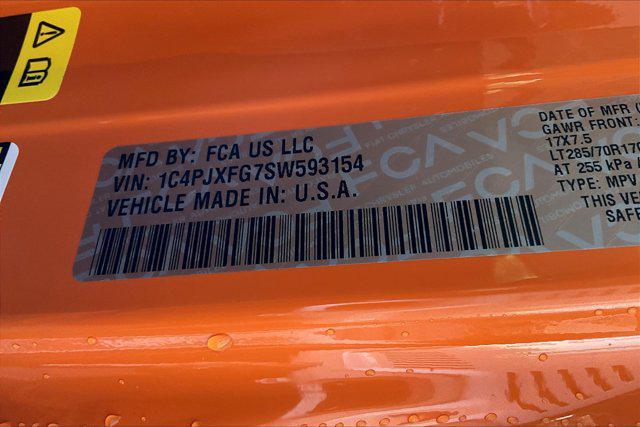 MFD BY: FCA US LLC
VIN: 1C4PJXFG7SW593154
VEHICLE MADE IN: U.S.A.
DATE OF MFR (
GAWR FRONT:
17X7.5
LT285/70R17C
AT 255 kPa
TYPE: MPV
THIS VE
SAFE